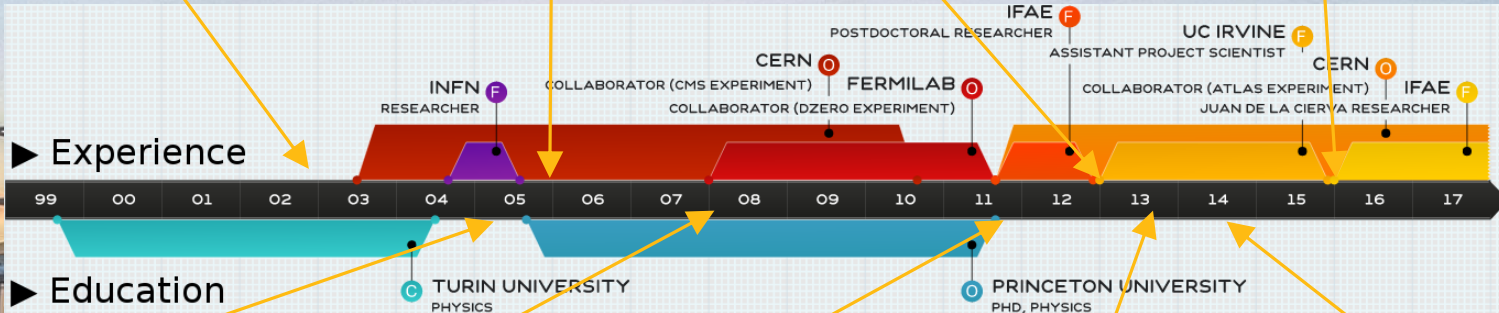 IFAE F
POSTDOCTORAL RESEARCHER
UC IRVINE F
ASSISTANT PROJECT SCIENTIST
CERN O
COLLABORATOR (CMS EXPERIMENT)
CERN O
COLLABORATOR (ATLAS EXPERIMENT)
INFN F
RESEARCHER
FERMILAB O
COLLABORATOR (DZERO EXPERIMENT)
IFAE F
JUAN DE LA CIERVA RESEARCHER
▶ Experience
99 00 01 02 03 04 05 06 07 08 09 10 11 12 13 14 15 16 17
▶ Education
C TURIN UNIVERSITY
PHYSICS
O PRINCETON UNIVERSITY
PHD, PHYSICS